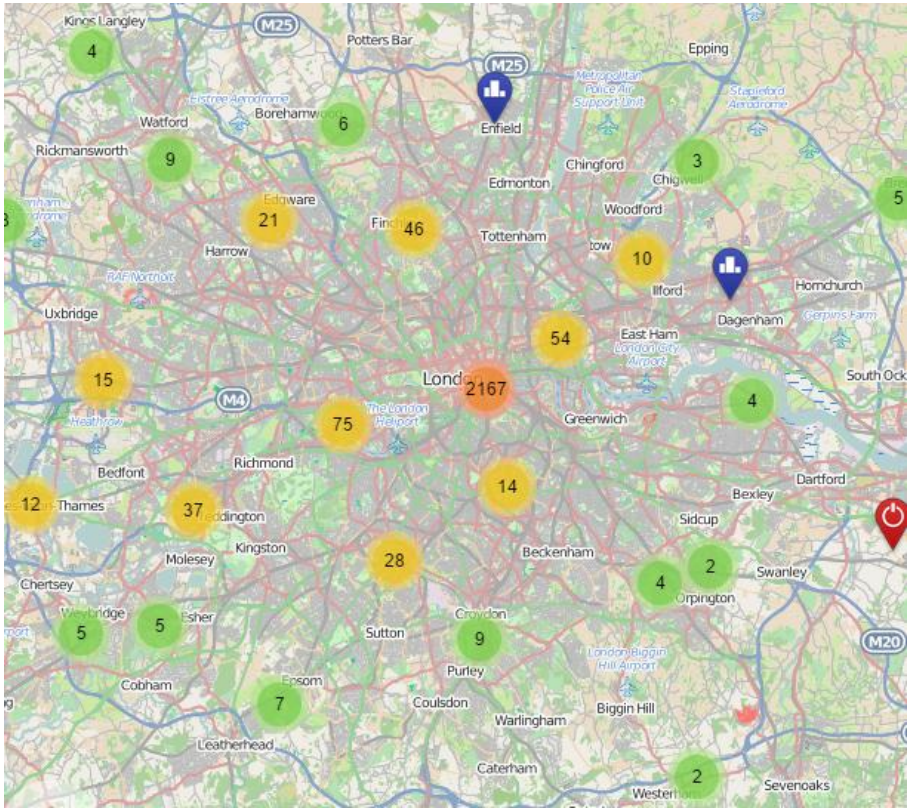 Kings Langley
M25
4
Potters Bar
Epping
M25
Metropolitan
Police Air
Support Unit
Stapleford
Aerodrome
Elstree Aerodrome
Borehamwood
6
Watford
Enfield
Rickmansworth
9
Chingford
3
Chigwell
Edmonton
5
Edgware
Woodford
21
Finchley
46
Tottenham
Harrow
10
RAF Northolt
Ilford
Hornchurch
Uxbridge
Dagenham
Gerpins Farm
54
East Ham
London City
Airport
15
London
2167
South Ock
M4
4
The London
Heliport
Heathrow
75
Greenwich
Richmond
Bedfont
14
Dartford
Bexley
12
-Thames
37
Teddington
Sidcup
Kingston
Molesey
28
Beckenham
2
Swanley
Chertsey
4
Orpington
Weybridge
5
5
Esher
Croydon
Sutton
9
M20
London Biggin
Hill Airport
Purley
Cobham
Epsom
7
Coulsdon
Biggin Hill
Warlingham
Leatherhead
Caterham
2
Sevenoaks